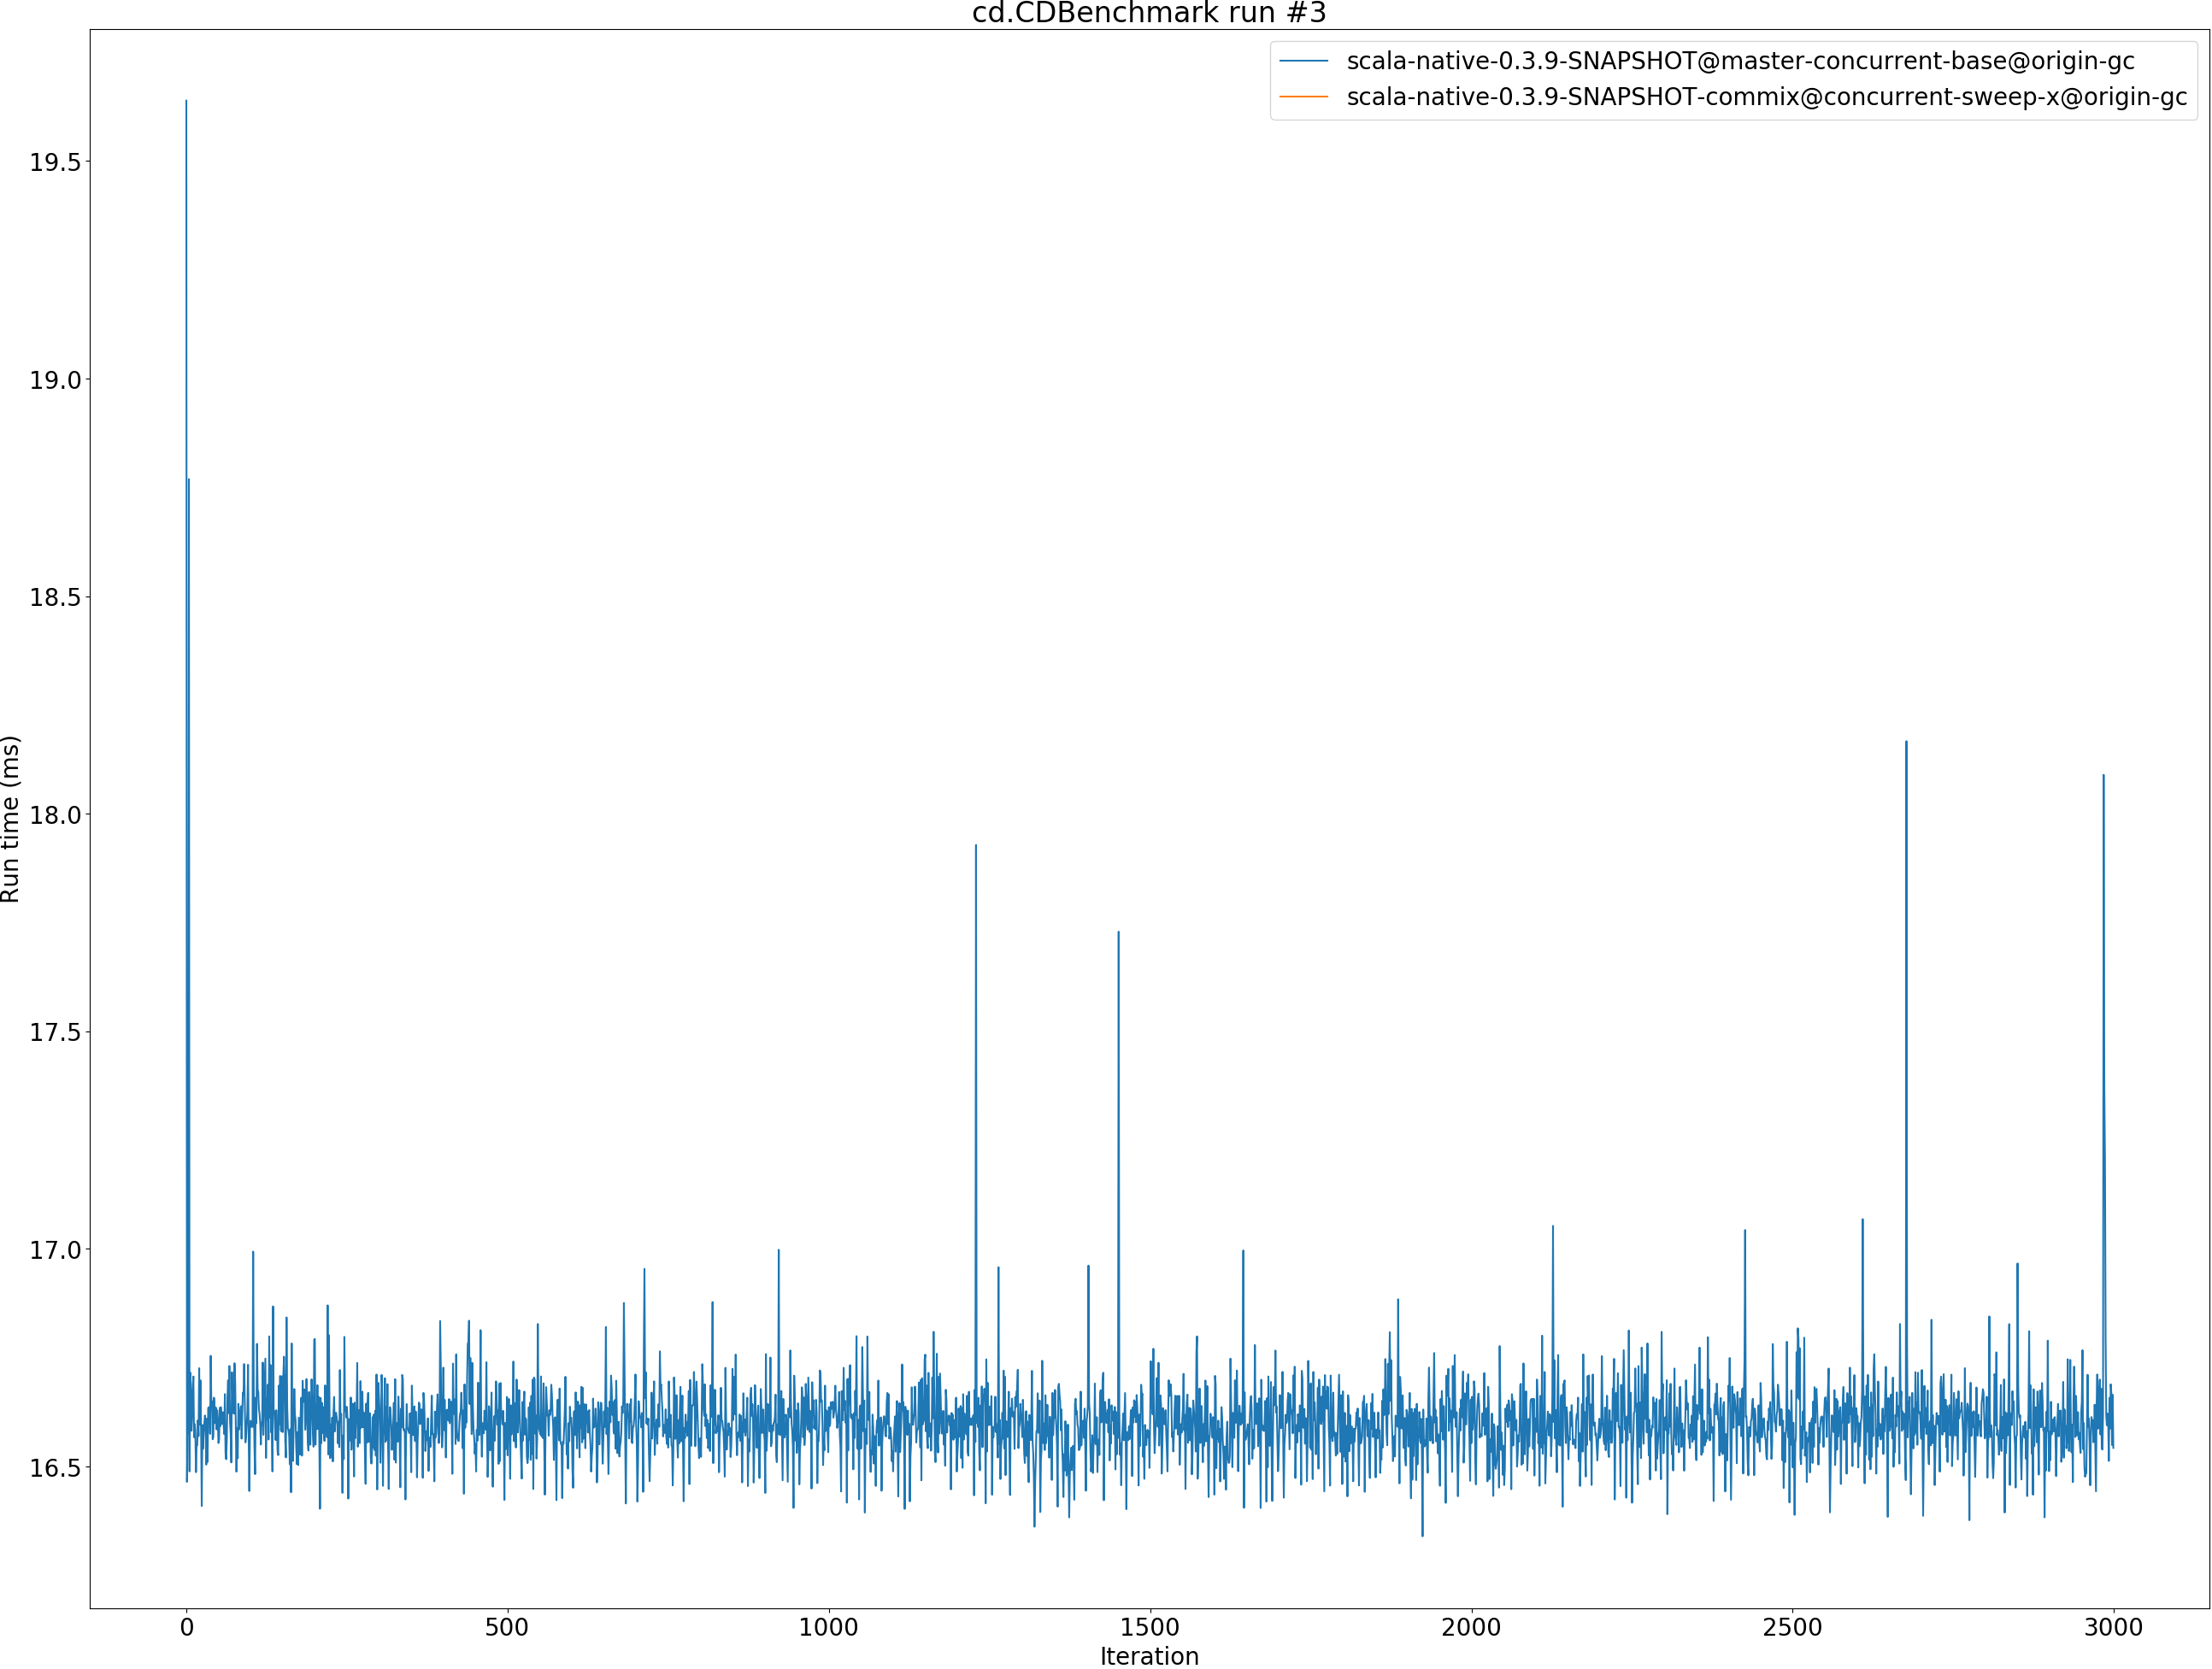 cd.CDBenchmark run #3
scala-native-0.3.9-SNAPSHOT@master-concurrent-base@origin-gc
scala-native-0.3.9-SNAPSHOT-commix@concurrent-sweep-x@origin-gc
Run time (ms)
19.5
19.0
18.5
18.0
17.5
17.0
16.5
0 500 1000 1500 2000 2500 3000
Iteration